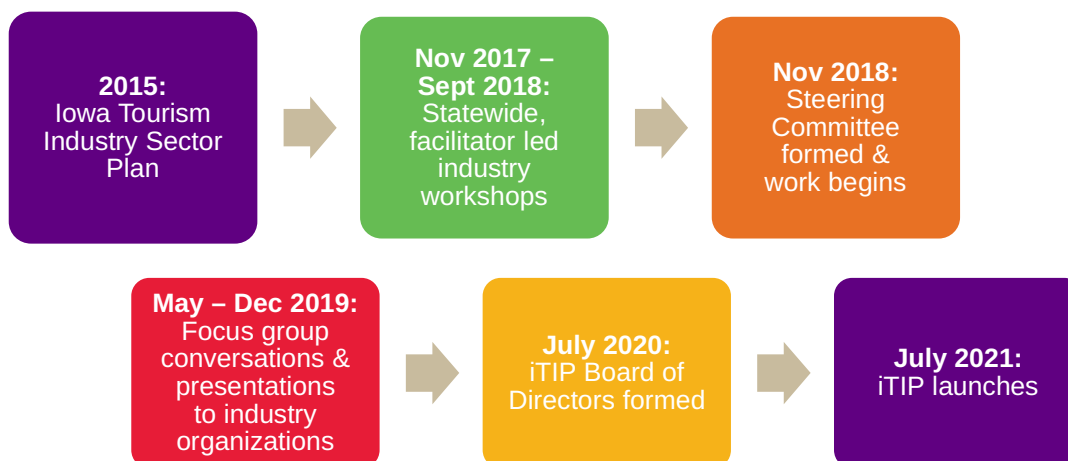 2015:
Iowa Tourism
Industry Sector
Plan
Nov 2017 –
Sept 2018:
Statewide,
facilitator led
industry
workshops
Nov 2018:
Steering
Committee
formed &
work begins
May – Dec 2019:
Focus group
conversations &
presentations
to industry
organizations
July 2020:
iTIP Board of
Directors formed
July 2021:
iTIP launches